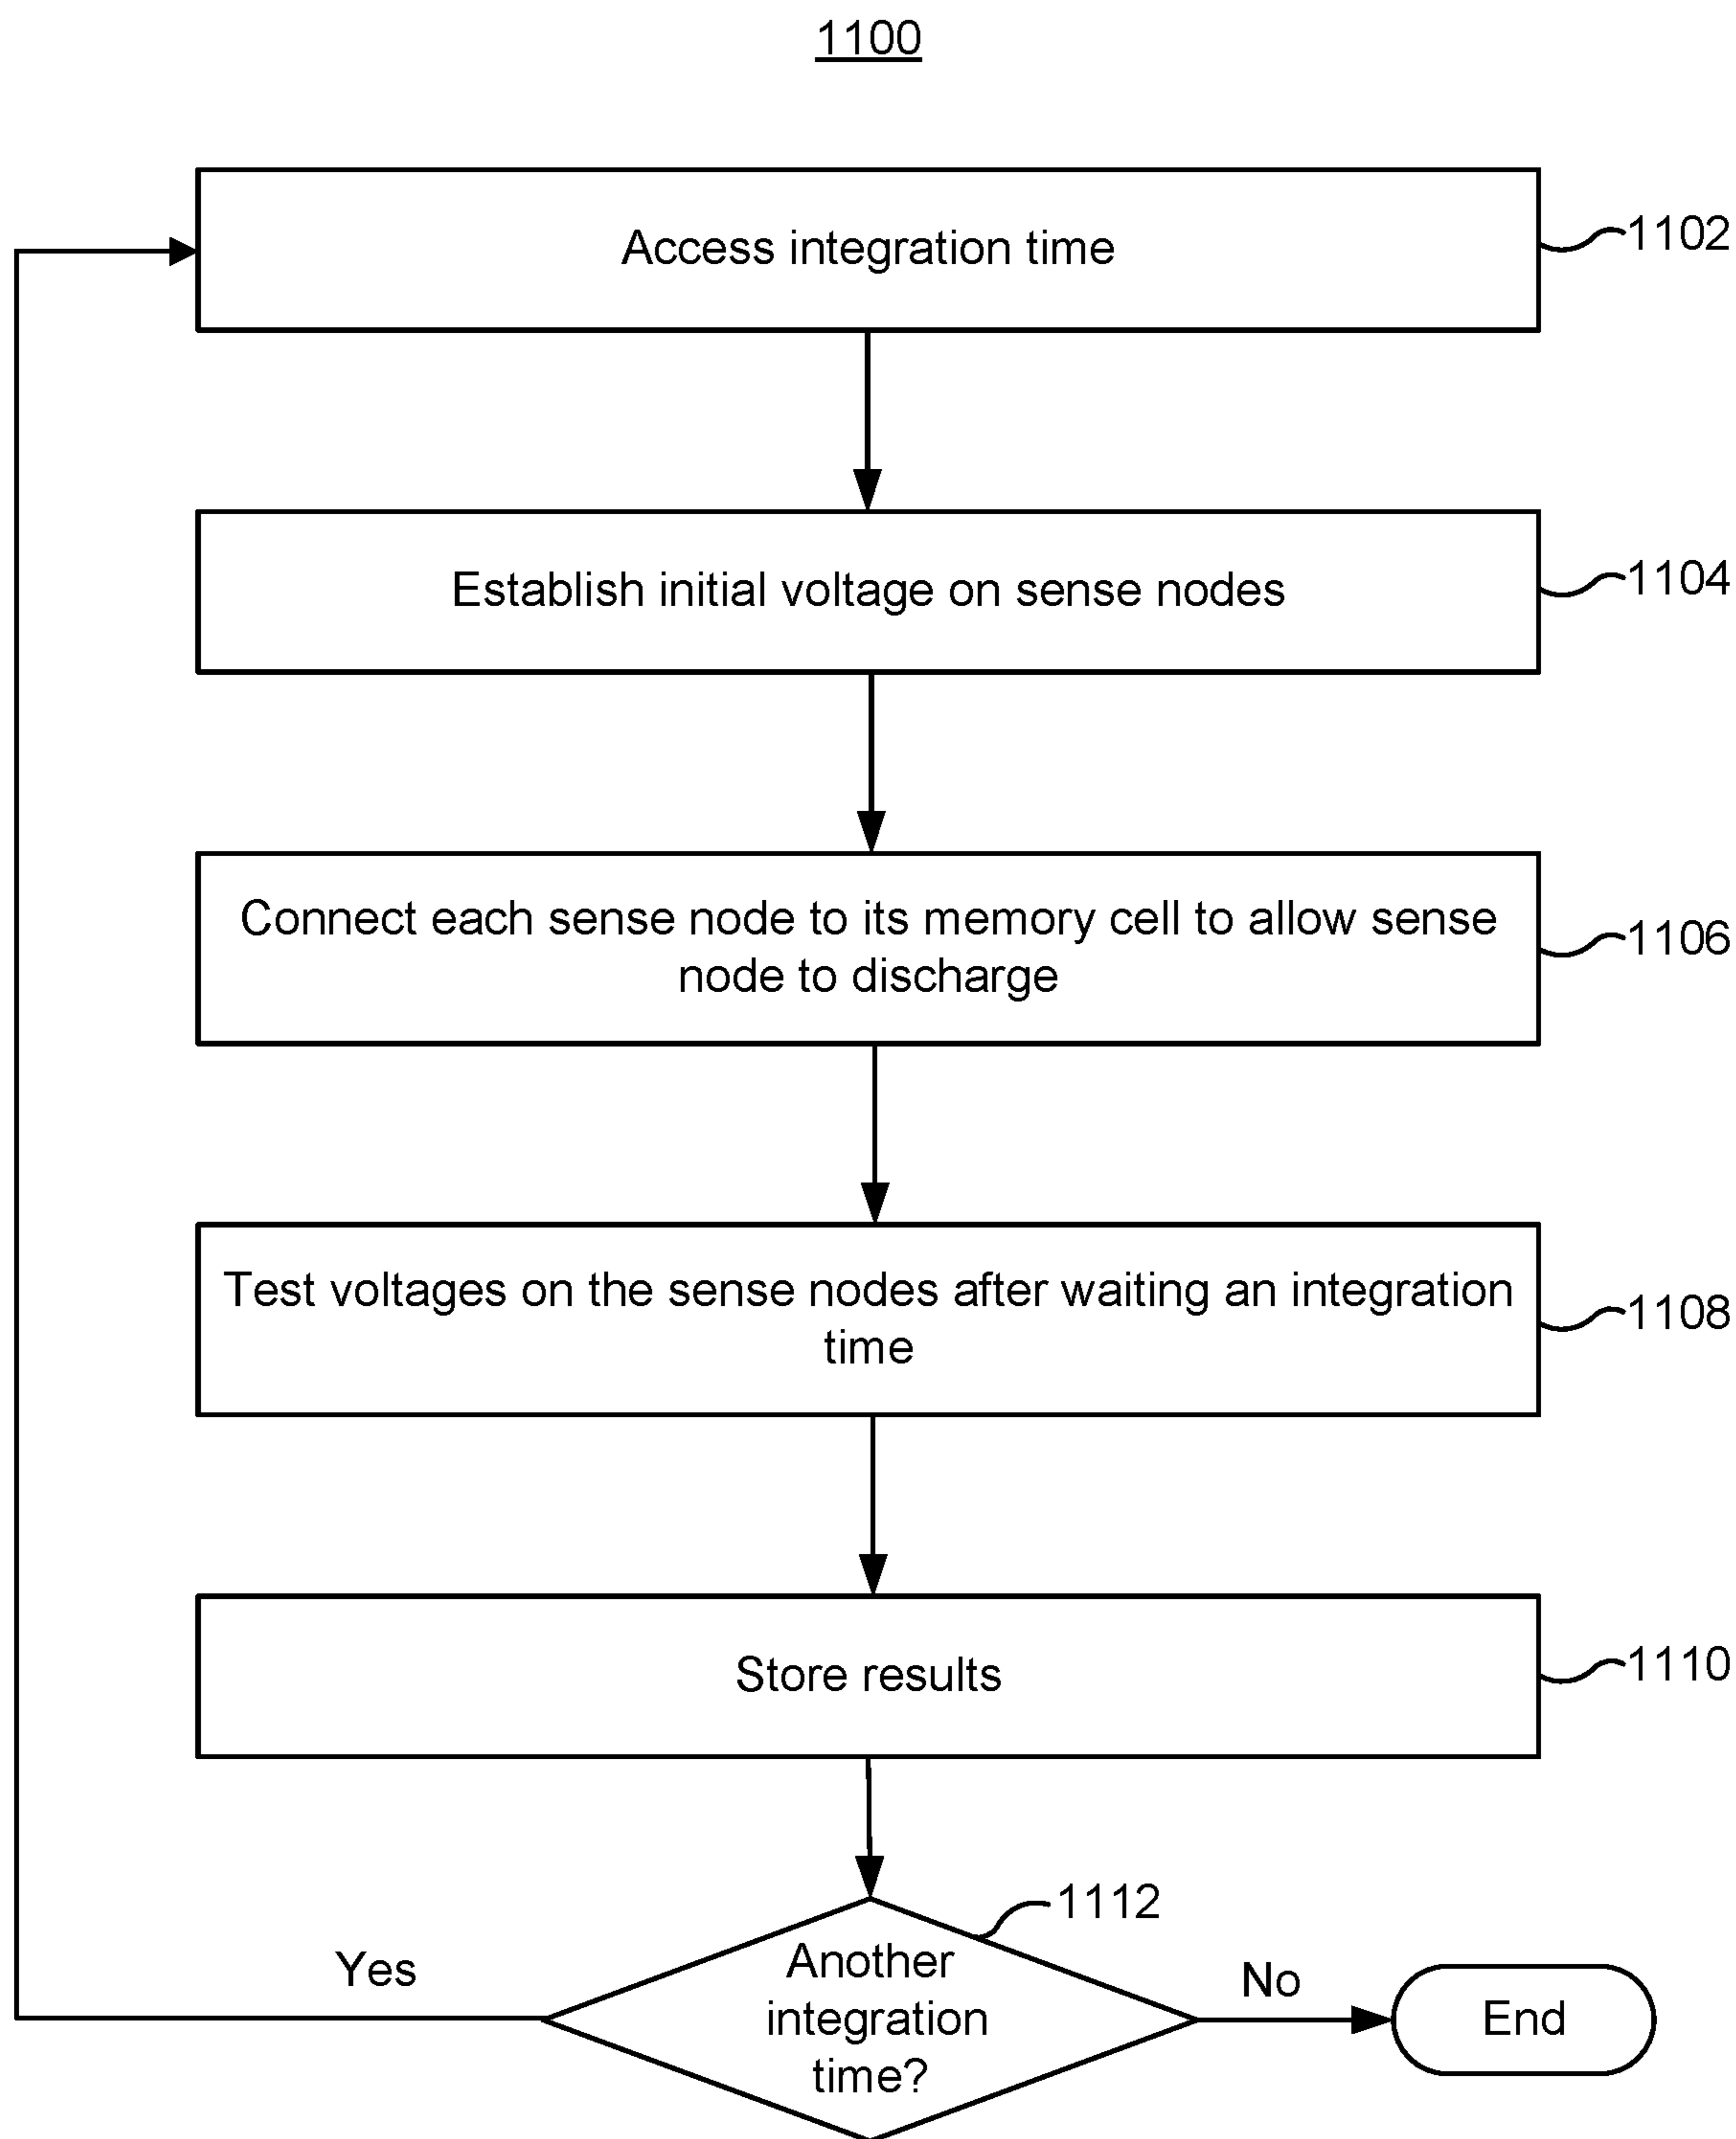 1100
Access integration time
1102
Establish initial voltage on sense nodes
1104
Connect each sense node to its memory cell to allow sense
node to discharge
1106
Test voltages on the sense nodes after waiting an integration
time
1108
Store results
1110
1112
Another
integration
time?
Yes
No
End